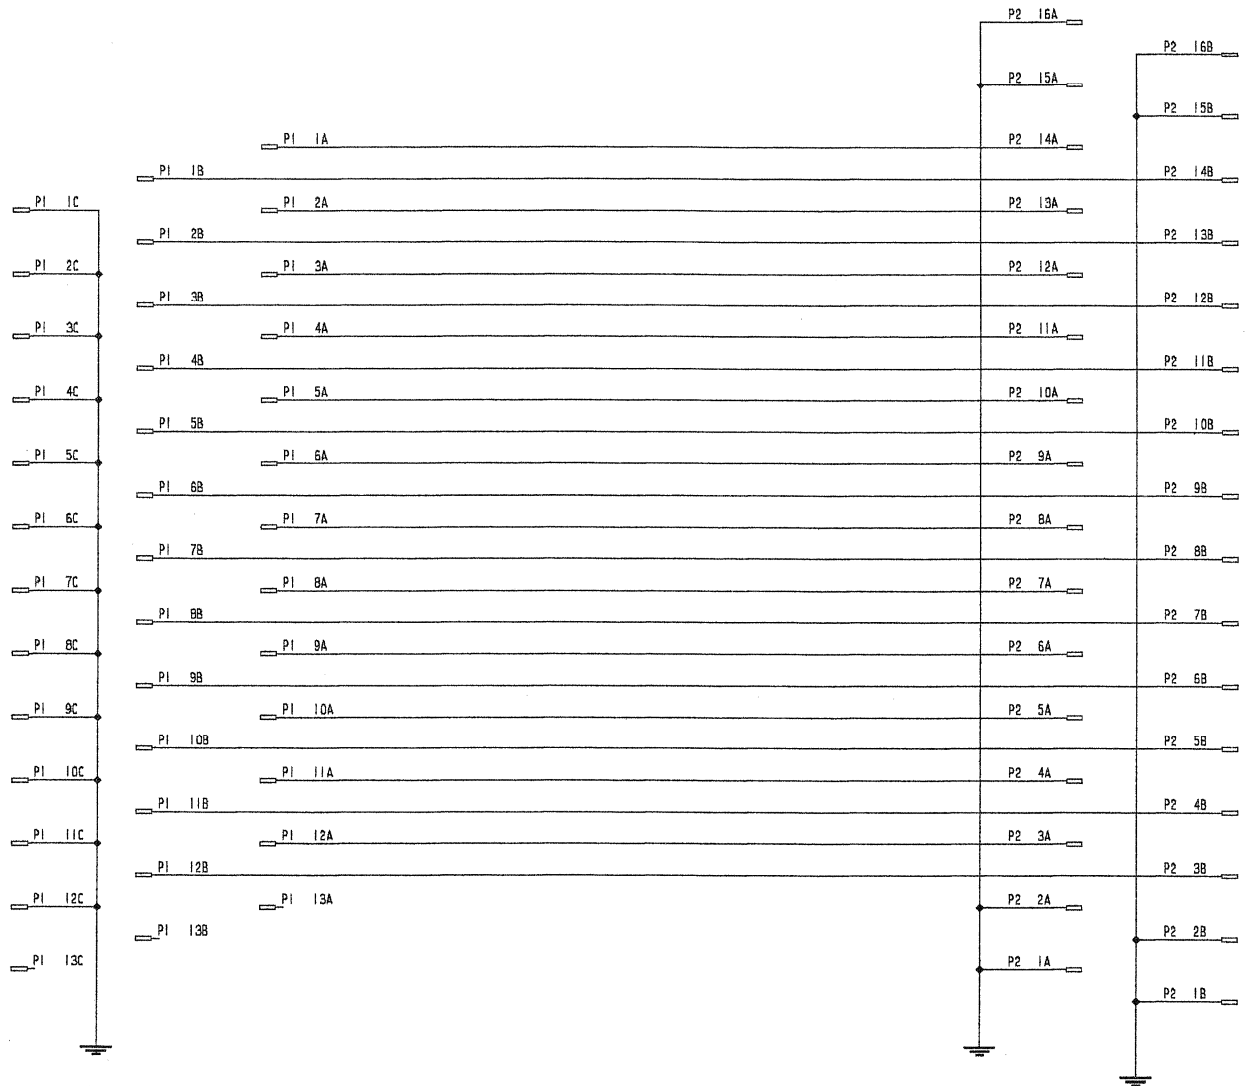 P2 16A
P2 16B
P2 15A
P2 15B
P1 1A P2 14A
P1 1B P2 14B
P1 1C P1 2A P2 13A
P1 2B P2 13B
P1 2C P1 3A P2 12A
P1 3B P2 12B
P1 3C P1 4A P2 11A
P1 4B P2 11B
P1 4C P1 5A P2 10A
P1 5B P2 10B
P1 5C P1 6A P2 9A
P1 6B P2 9B
P1 6C P1 7A P2 8A
P1 7B P2 8B
P1 7C P1 8A P2 7A
P1 8B P2 7B
P1 8C P1 9A P2 6A
P1 9B P2 6B
P1 9C P1 10A P2 5A
P1 10B P2 5B
P1 10C P1 11A P2 4A
P1 11B P2 4B
P1 11C P1 12A P2 3A
P1 12B P2 3B
P1 12C P1 13A P2 2A
P1 13B P2 2B
P1 13C P2 1A
P2 1B